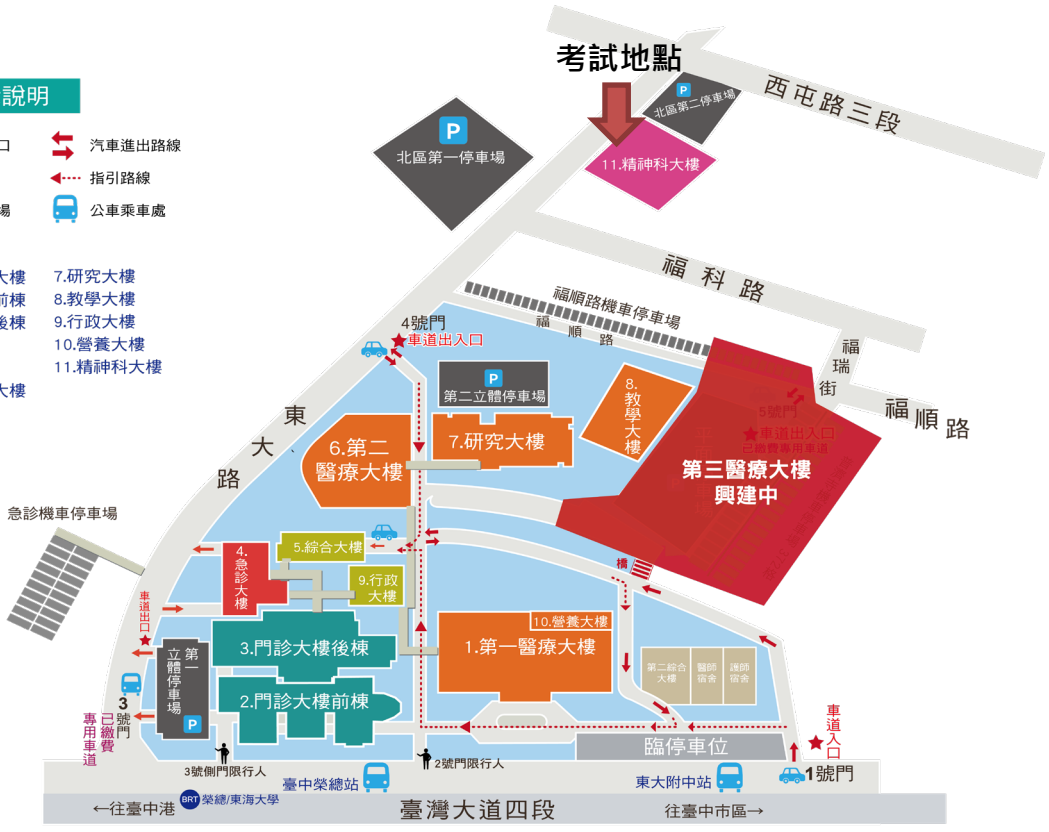 考試地點
西屯路三段
P
北區第二停車場
P
北區第一停車場
11.精神科大樓
說明
口
汽車進出路線
指引路線
場
公車乘車處
大樓
7.研究大樓
前棟
8.教學大樓
後棟
9.行政大樓
10.營養大樓
11.精神科大樓
大樓
福科路
福順路機車停車場
福順路
福瑞街
福順路
4號門
車道出入口
P
第二立體停車場
8.教學大樓
7.研究大樓
6.第二
醫療大樓
東大路
5號門
車道出入口
已繳費專用車道
第三醫療大樓
興建中
急診機車停車場
5.綜合大樓
4.急診大樓
9.行政
大樓
橋
車道出口
10.營養大樓
1.第一醫療大樓
3.門診大樓後棟
2.門診大樓前棟
第一
立體停車場
P
第二綜合
大樓
醫師
宿舍
護師
宿舍
3號門
已繳費
專用車道
臨停車位
車道入口
1號門
3號側門限行人
2號門限行人
臺中榮總站
東大附中站
←往臺中港
BRT 榮總/東海大學
臺灣大道四段
往臺中市區→